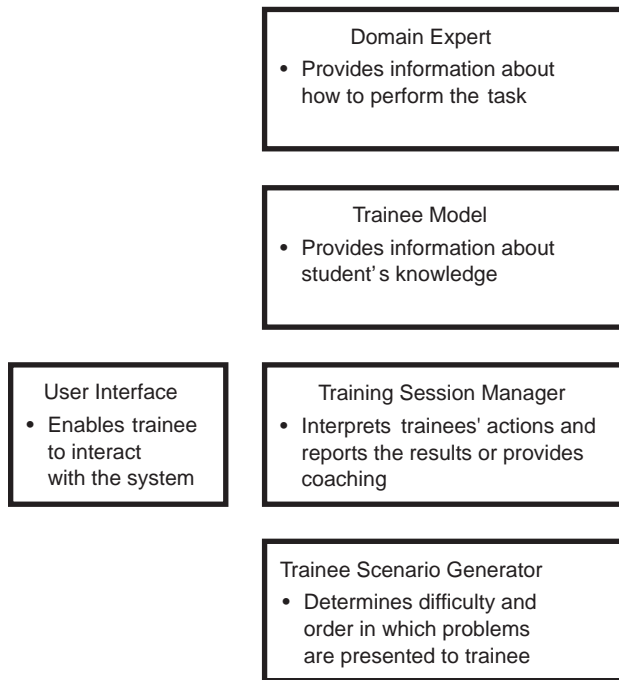 Domain Expert
• Provides information about
how to perform the task
Trainee Model
• Provides information about
student's knowledge
User Interface
• Enables trainee
to interact
with the system
Training Session Manager
• Interprets trainees' actions and
reports the results or provides
coaching
Trainee Scenario Generator
• Determines difficulty and
order in which problems
are presented to trainee